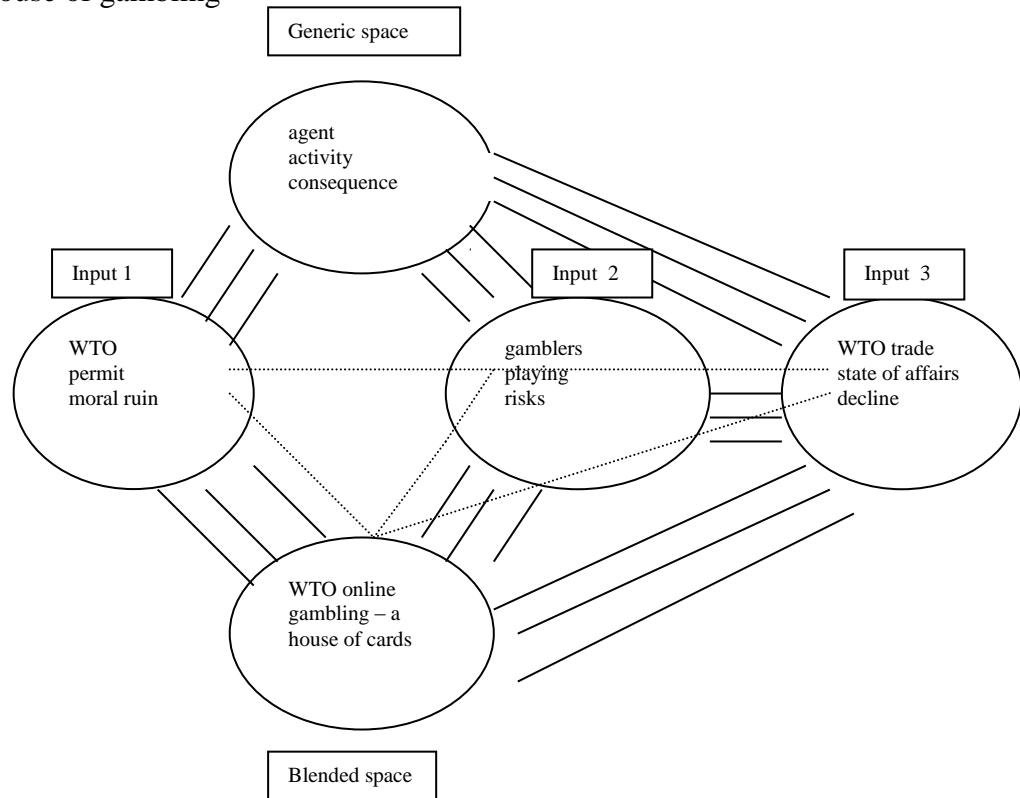 of gambling
Generic space
agent
activity
consequence
Input 1
Input 2
Input 3
WTO
permit
moral ruin
gamblers
playing
risks
WTO trade
state of affairs
decline
WTO online
gambling – a
house of cards
Blended space